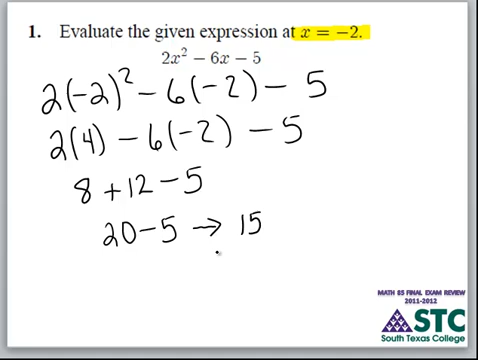 1. Evaluate the given expression at x = −2.
2x² − 6x − 5
2(−2)² − 6(−2) − 5
2(4) − 6(−2) − 5
8 + 12 − 5
20 − 5 → 15
MATH 85 FINAL EXAM REVIEW
2011-2012
STC
South Texas College